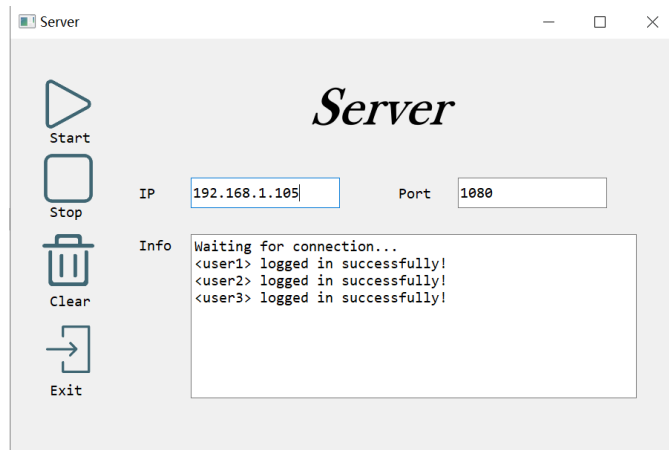 Server
Server
Start
Stop
Clear
Exit
IP 192.168.1.105 Port 1080
Info Waiting for connection...
<user1> logged in successfully!
<user2> logged in successfully!
<user3> logged in successfully!